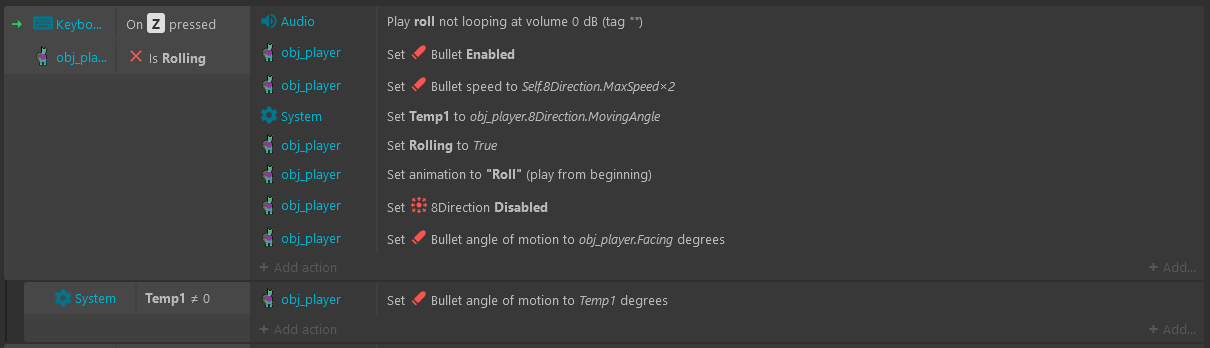 Keybo... On Z pressed Audio Play roll not looping at volume 0 dB (tag "")
obj_player Set Bullet Enabled
obj_pla... Is Rolling
obj_player Set Bullet speed to Self.8Direction.MaxSpeed×2
System Set Temp1 to obj_player.8Direction.MovingAngle
obj_player Set Rolling to True
obj_player Set animation to "Roll" (play from beginning)
obj_player Set 8Direction Disabled
obj_player Set Bullet angle of motion to obj_player.Facing degrees
+ Add action + Add...
System Temp1 ≠ 0 obj_player Set Bullet angle of motion to Temp1 degrees
+ Add action + Add...